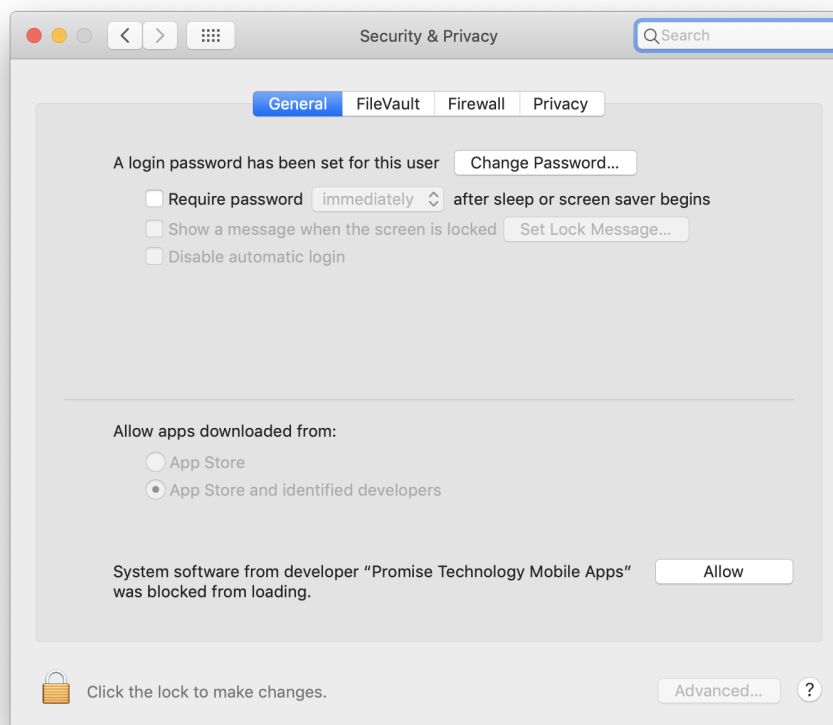 Security & Privacy
Search
General FileVault Firewall Privacy
A login password has been set for this user Change Password...
Require password immediately after sleep or screen saver begins
Show a message when the screen is locked Set Lock Message...
Disable automatic login
Allow apps downloaded from:
App Store
App Store and identified developers
System software from developer “Promise Technology Mobile Apps” Allow
was blocked from loading.
Click the lock to make changes. Advanced... ?